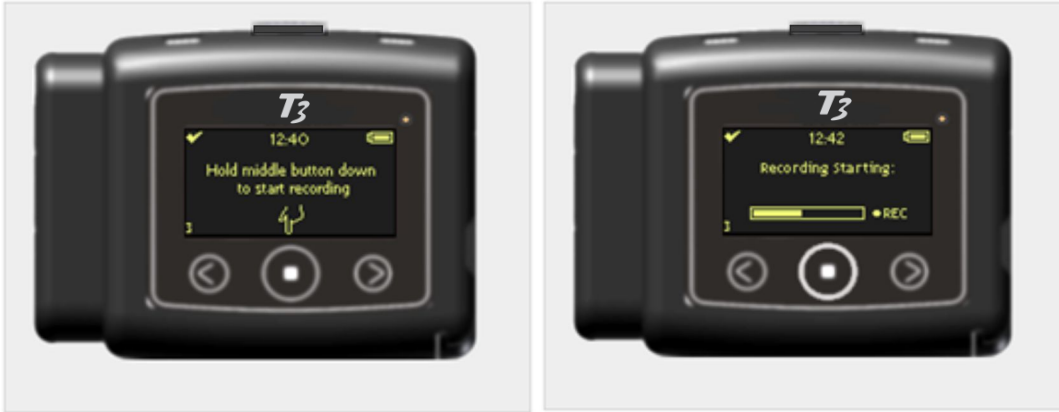 T3
12:40
Hold middle button down
to start recording
3
T3
12:42
Recording Starting:
REC
3